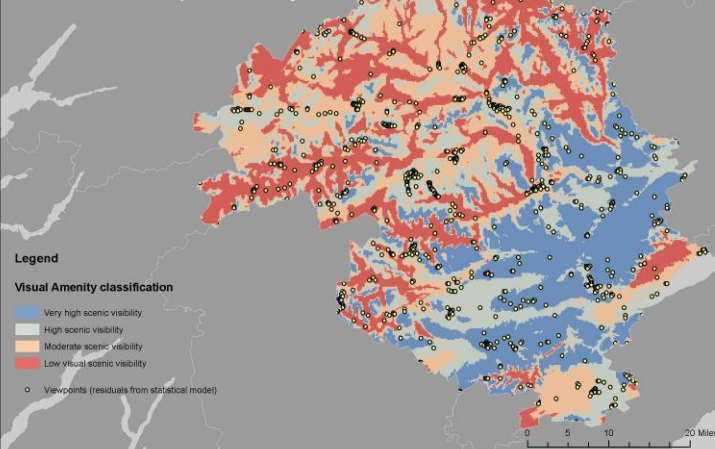 Legend
Visual Amenity classification
Very high scenic visibility
High scenic visibility
Moderate scenic visibility
Low visual scenic visibility
Viewpoints (residuals from statistical model)
0 5 10 20 Miles